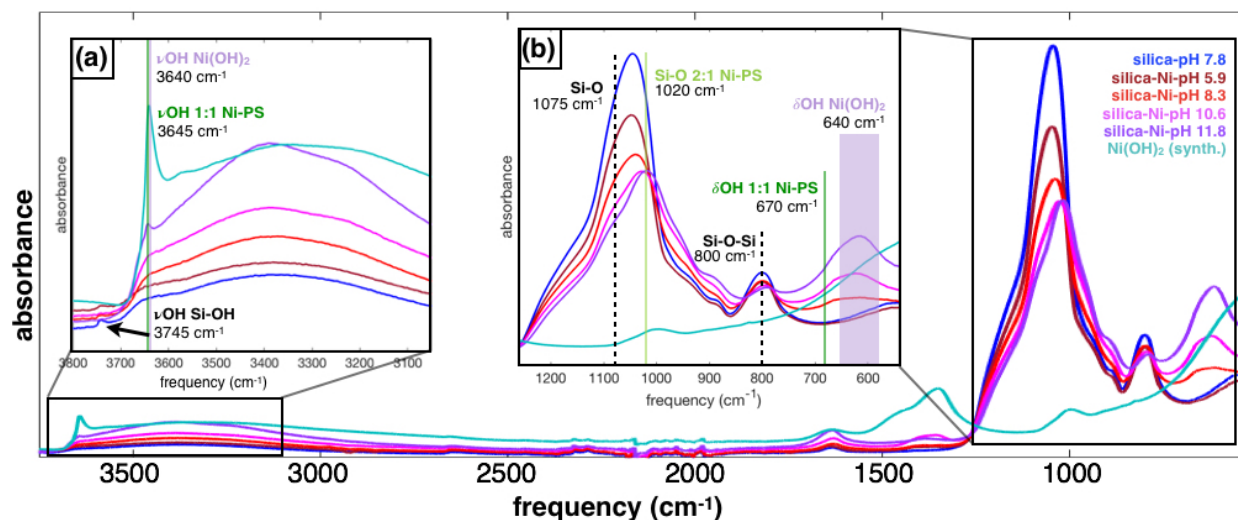 (a)
νOH Ni(OH)₂
3640 cm⁻¹
νOH 1:1 Ni-PS
3645 cm⁻¹
νOH Si-OH
3745 cm⁻¹
absorbance
3800 3700 3600 3500 3400 3300 3200 3100
frequency (cm⁻¹)
(b)
Si-O
1075 cm⁻¹
Si-O 2:1 Ni-PS
1020 cm⁻¹
δOH Ni(OH)₂
640 cm⁻¹
δOH 1:1 Ni-PS
670 cm⁻¹
Si-O-Si
800 cm⁻¹
absorbance
1200 1100 1000 900 800 700 600
frequency (cm⁻¹)
silica-pH 7.8
silica-Ni-pH 5.9
silica-Ni-pH 8.3
silica-Ni-pH 10.6
silica-Ni-pH 11.8
Ni(OH)₂ (synth.)
absorbance
3500 3000 2500 2000 1500 1000
frequency (cm⁻¹)